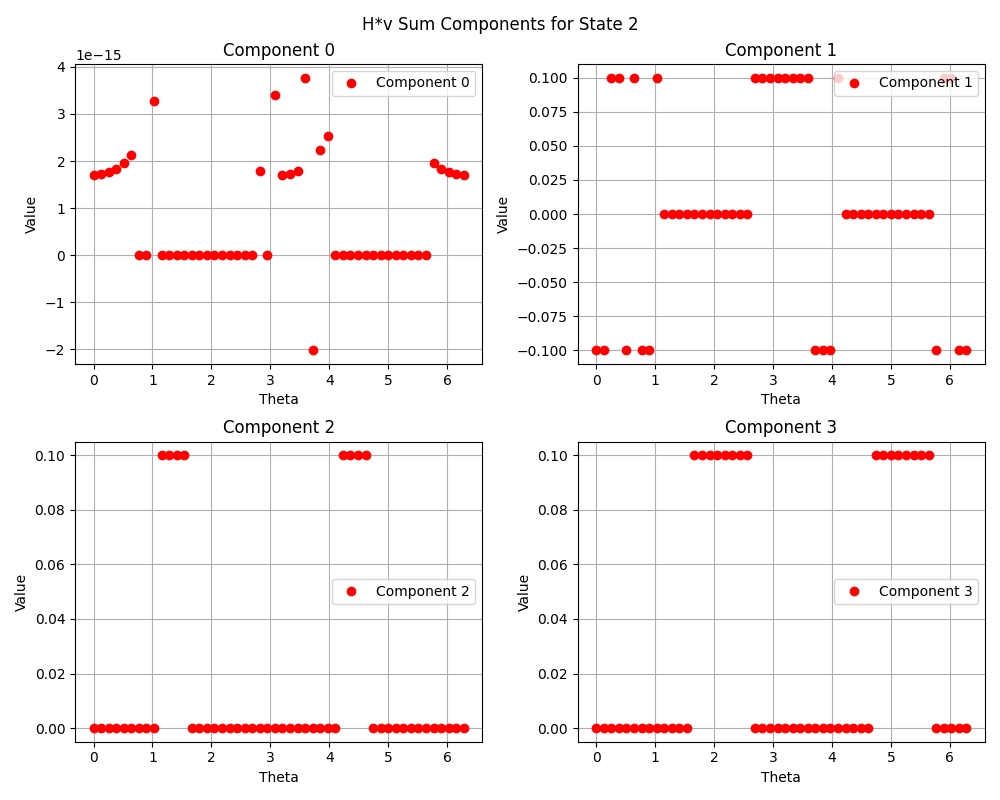 H*v Sum Components for State 2
Component 0
1e−15
4
3
2
1
0
−1
−2
Value
0 1 2 3 4 5 6
Theta
Component 0
Component 1
0.100
0.075
0.050
0.025
0.000
−0.025
−0.050
−0.075
−0.100
Value
0 1 2 3 4 5 6
Theta
Component 1
Component 2
0.10
0.08
0.06
0.04
0.02
0.00
Value
0 1 2 3 4 5 6
Theta
Component 2
Component 3
0.10
0.08
0.06
0.04
0.02
0.00
Value
0 1 2 3 4 5 6
Theta
Component 3